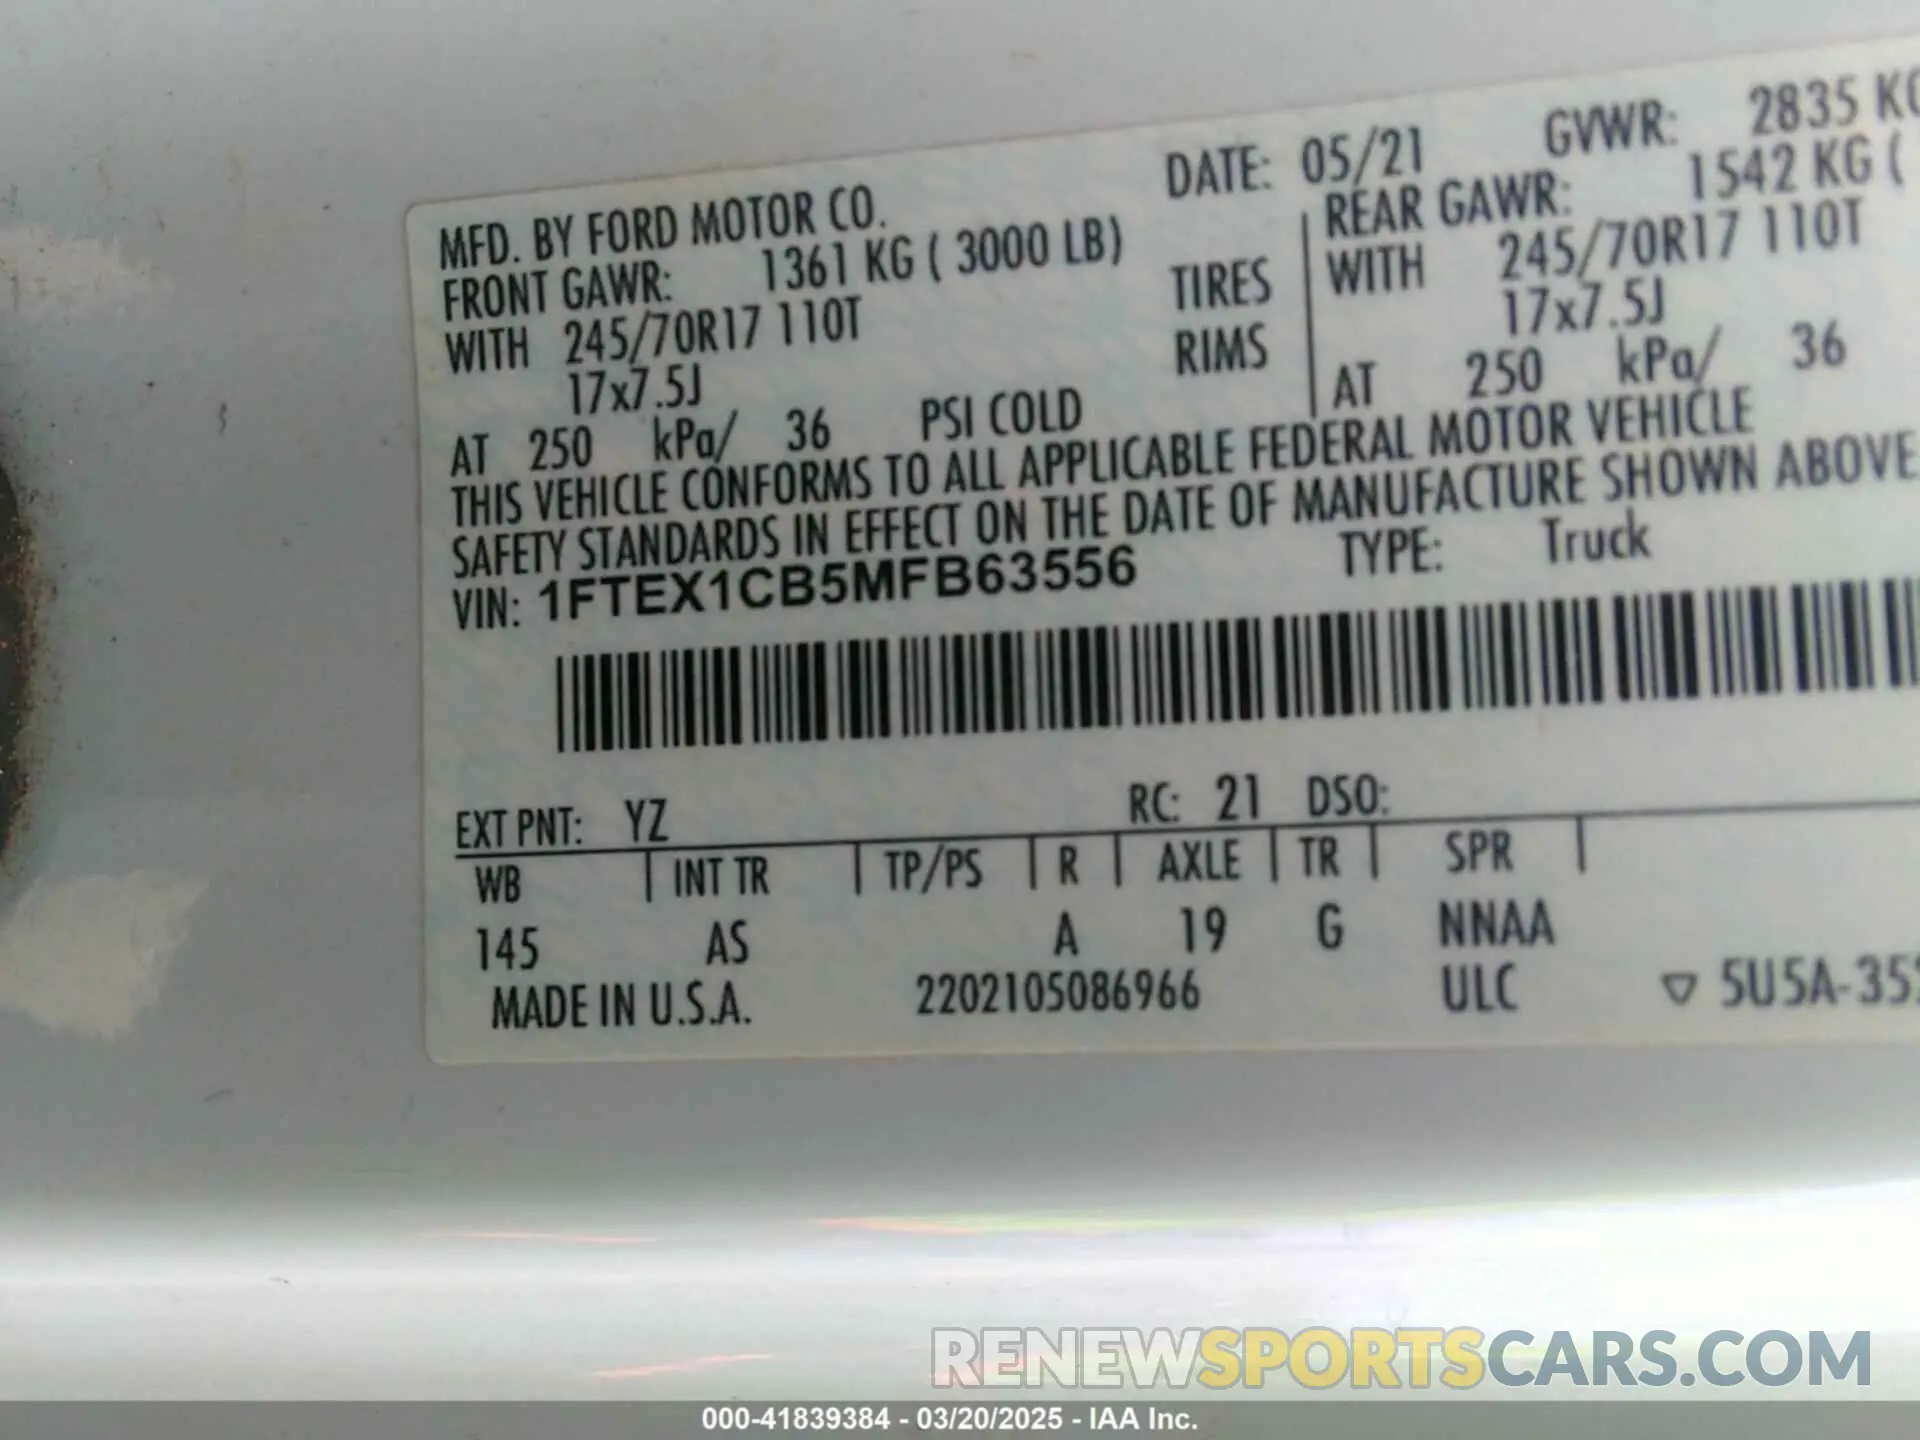 MFD. BY FORD MOTOR CO. DATE: 05/21 GVWR: 2835 KG
FRONT GAWR: 1361 KG ( 3000 LB) REAR GAWR: 1542 KG (
WITH 245/70R17 110T TIRES WITH 245/70R17 110T
17x7.5J RIMS 17x7.5J
AT 250 kPa/ 36 PSI COLD AT 250 kPa/ 36
THIS VEHICLE CONFORMS TO ALL APPLICABLE FEDERAL MOTOR VEHICLE
SAFETY STANDARDS IN EFFECT ON THE DATE OF MANUFACTURE SHOWN ABOVE.
VIN: 1FTEX1CB5MFB63556 TYPE: Truck
EXT PNT: YZ RC: 21 DSO:
WB INT TR TP/PS R AXLE TR SPR
145 AS A 19 G NNAA
MADE IN U.S.A. 2202105086966 ULC ▽ 5U5A-35
RENEWSPORTSCARS.COM
000-41839384 - 03/20/2025 - IAA Inc.